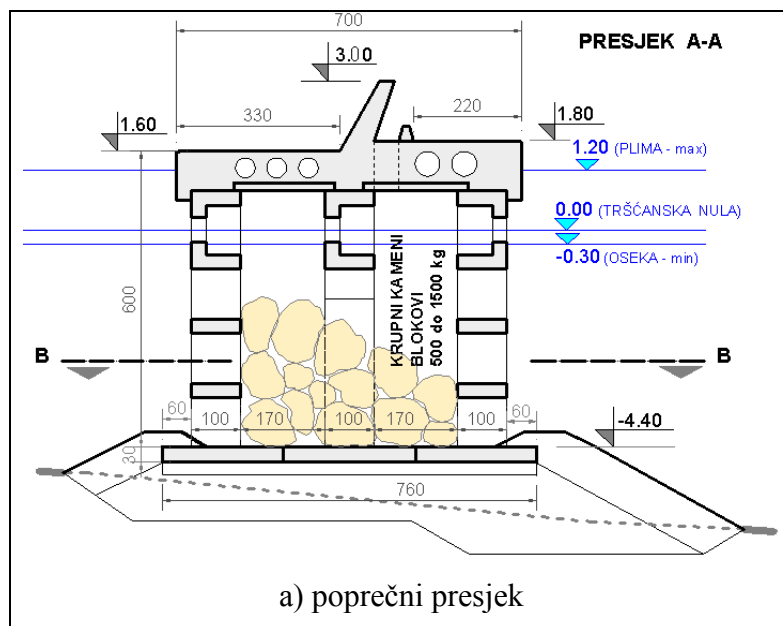 700
PRESJEK A-A
3.00
330
220
1.60
1.80
1.20 (PLIMA - max)
0.00 (TRŠĆANSKA NULA)
-0.30 (OSEKA - min)
600
KRUPNI KAMENI
BLOKOVI
500 do 1500 kg
B
B
60
100
170
100
170
100
60
-4.40
30
760
a) poprečni presjek